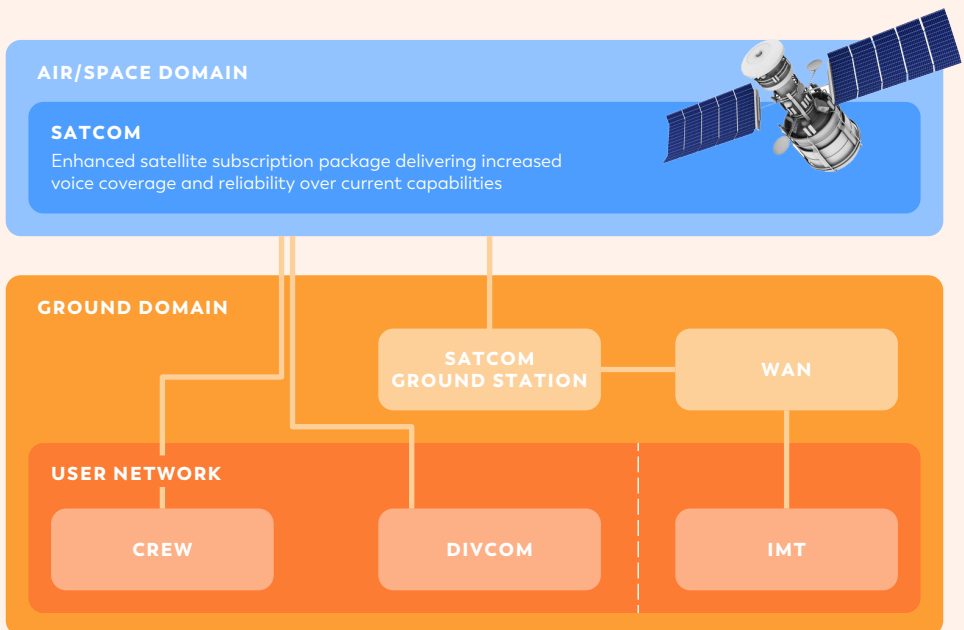 AIR/SPACE DOMAIN
SATCOM
Enhanced satellite subscription package delivering increased
voice coverage and reliability over current capabilities
GROUND DOMAIN
SATCOM
GROUND STATION
WAN
USER NETWORK
CREW
DIVCOM
IMT